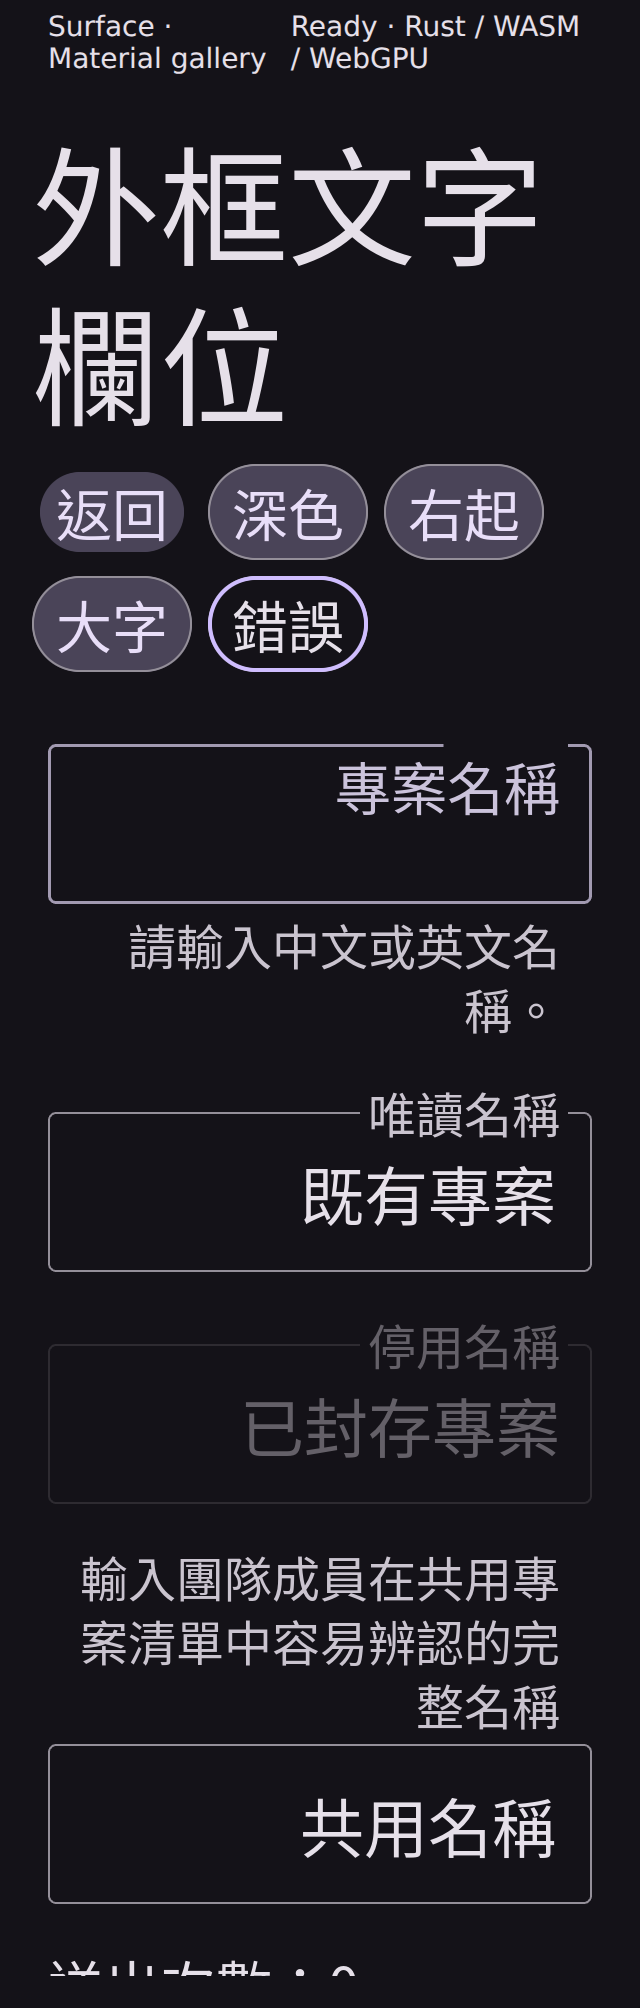 Surface ·
Material gallery
Ready · Rust / WASM
/ WebGPU
外框文字
欄位
返回
深色
右起
大字
錯誤
專案名稱
請輸入中文或英文名
稱。
唯讀名稱
既有專案
停用名稱
已封存專案
輸入團隊成員在共用專
案清單中容易辨認的完
整名稱
共用名稱